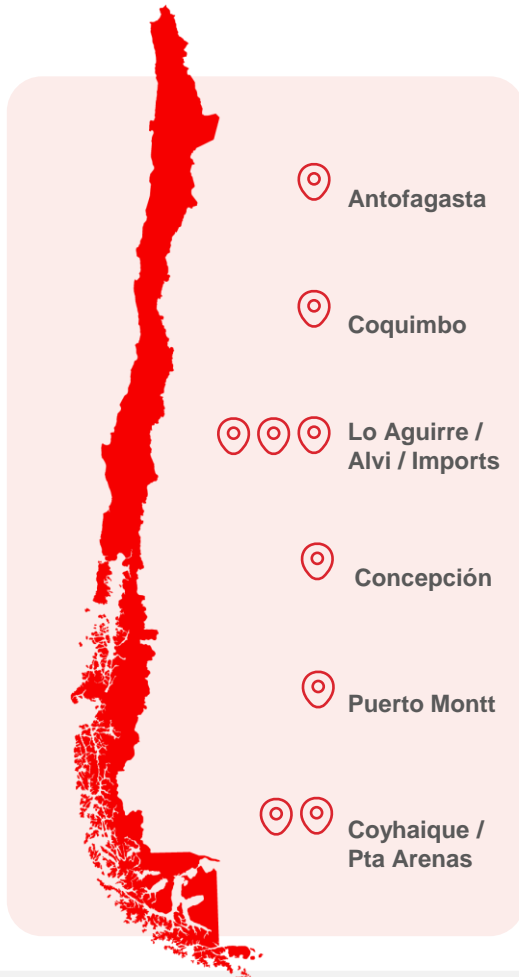 Antofagasta
Coquimbo
Lo Aguirre /
Alvi / Imports
Concepción
Puerto Montt
Coyhaique /
Pta Arenas